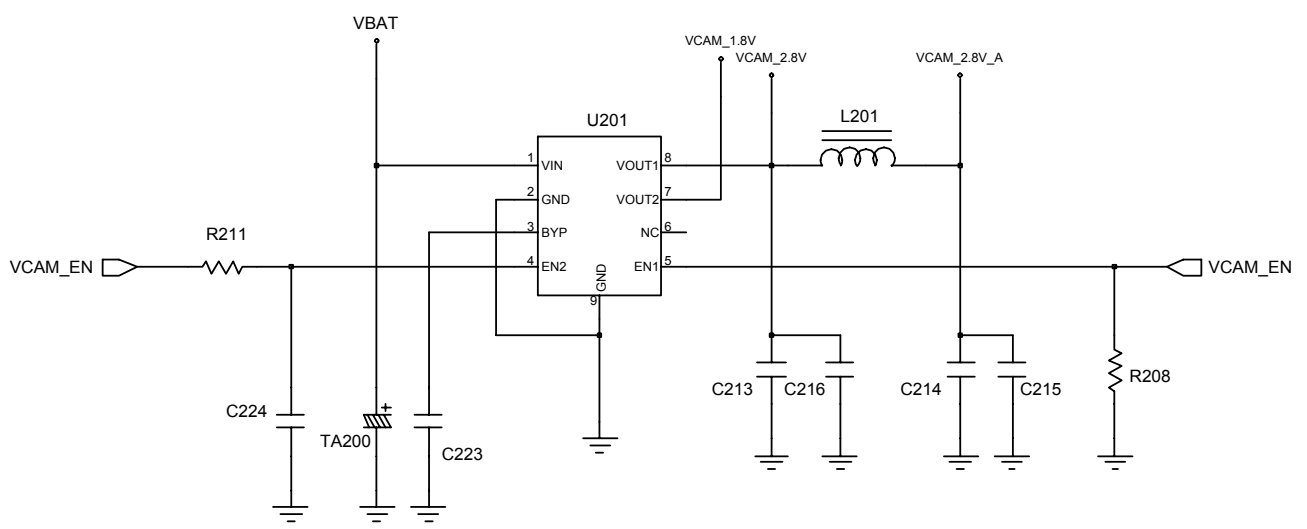 VBAT
VCAM_1.8V
VCAM_2.8V
VCAM_2.8V_A
U201
L201
1 VIN
VOUT1 8
2 GND
VOUT2 7
3 BYP
NC 6
4 EN2
EN1 5
GND
9
R211
VCAM_EN
VCAM_EN
C224
+
TA200
C223
C213
C216
C214
C215
R208